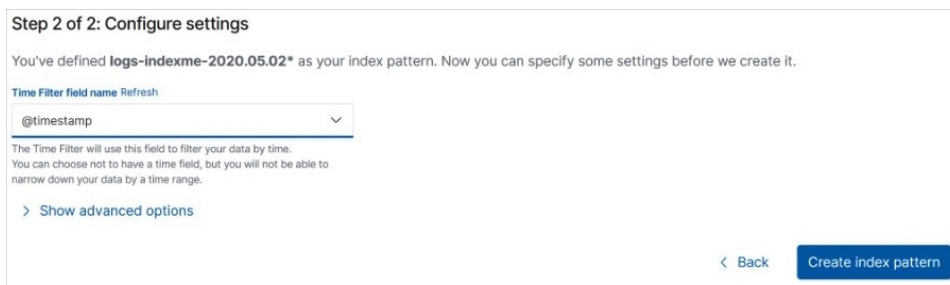 Step 2 of 2: Configure settings
You've defined logs-indexme-2020.05.02* as your index pattern. Now you can specify some settings before we create it.
Time Filter field name Refresh
@timestamp
The Time Filter will use this field to filter your data by time.
You can choose not to have a time field, but you will not be able to
narrow down your data by a time range.
> Show advanced options
< Back
Create index pattern